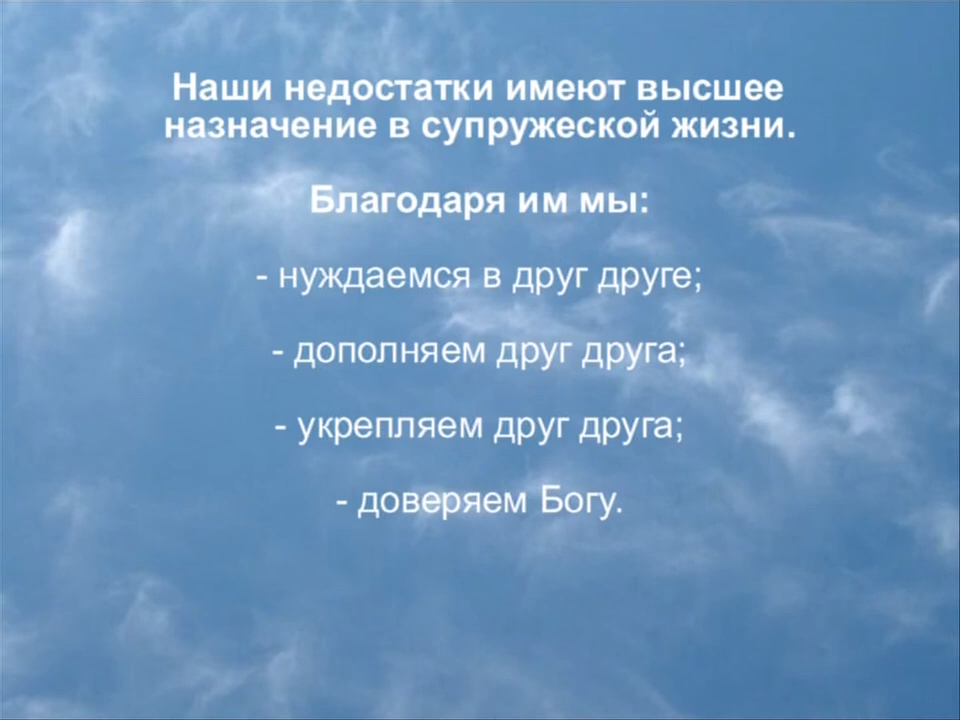 Наши недостатки имеют высшее
назначение в супружеской жизни.
Благодаря им мы:
- нуждаемся в друг друге;
- дополняем друг друга;
- укрепляем друг друга;
- доверяем Богу.